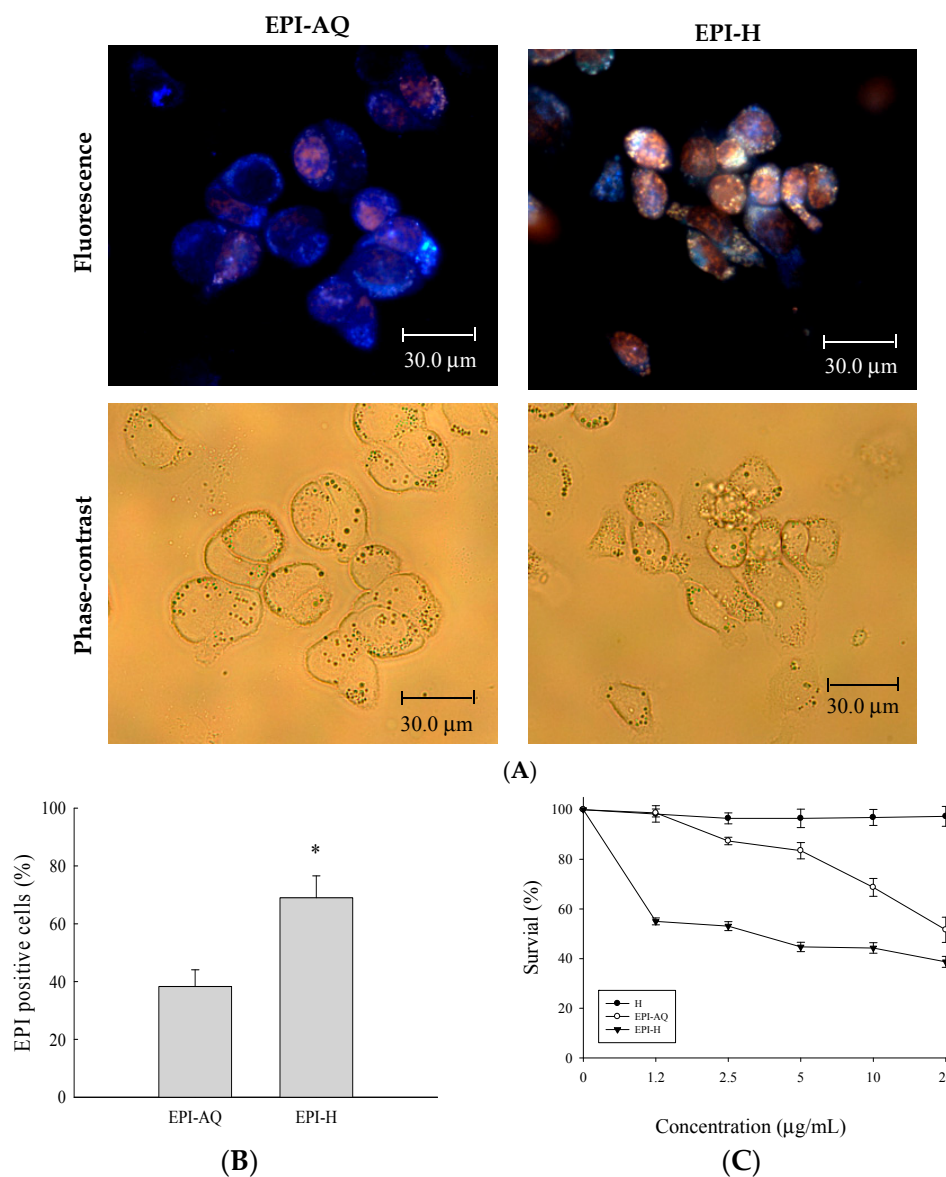 EPI-AQ
EPI-H
Fluorescence
30.0 µm
30.0 µm
Phase-contrast
30.0 µm
30.0 µm
(A)
100
80
60
40
20
0
EPI positive cells (%)
*
EPI-AQ
EPI-H
(B)
100
80
60
40
20
0
Survial (%)
H
EPI-AQ
EPI-H
0
1.2
2.5
5
10
2
Concentration (µg/mL)
(C)